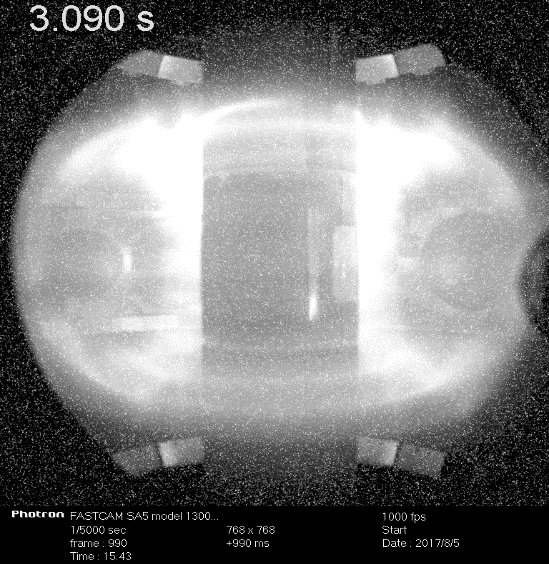 3.090 s
Photron FASTCAM SA5 model 1300... 1000 fps
1/5000 sec 768 x 768 Start
frame : 990 +990 ms Date : 2017/8/5
Time : 15:43